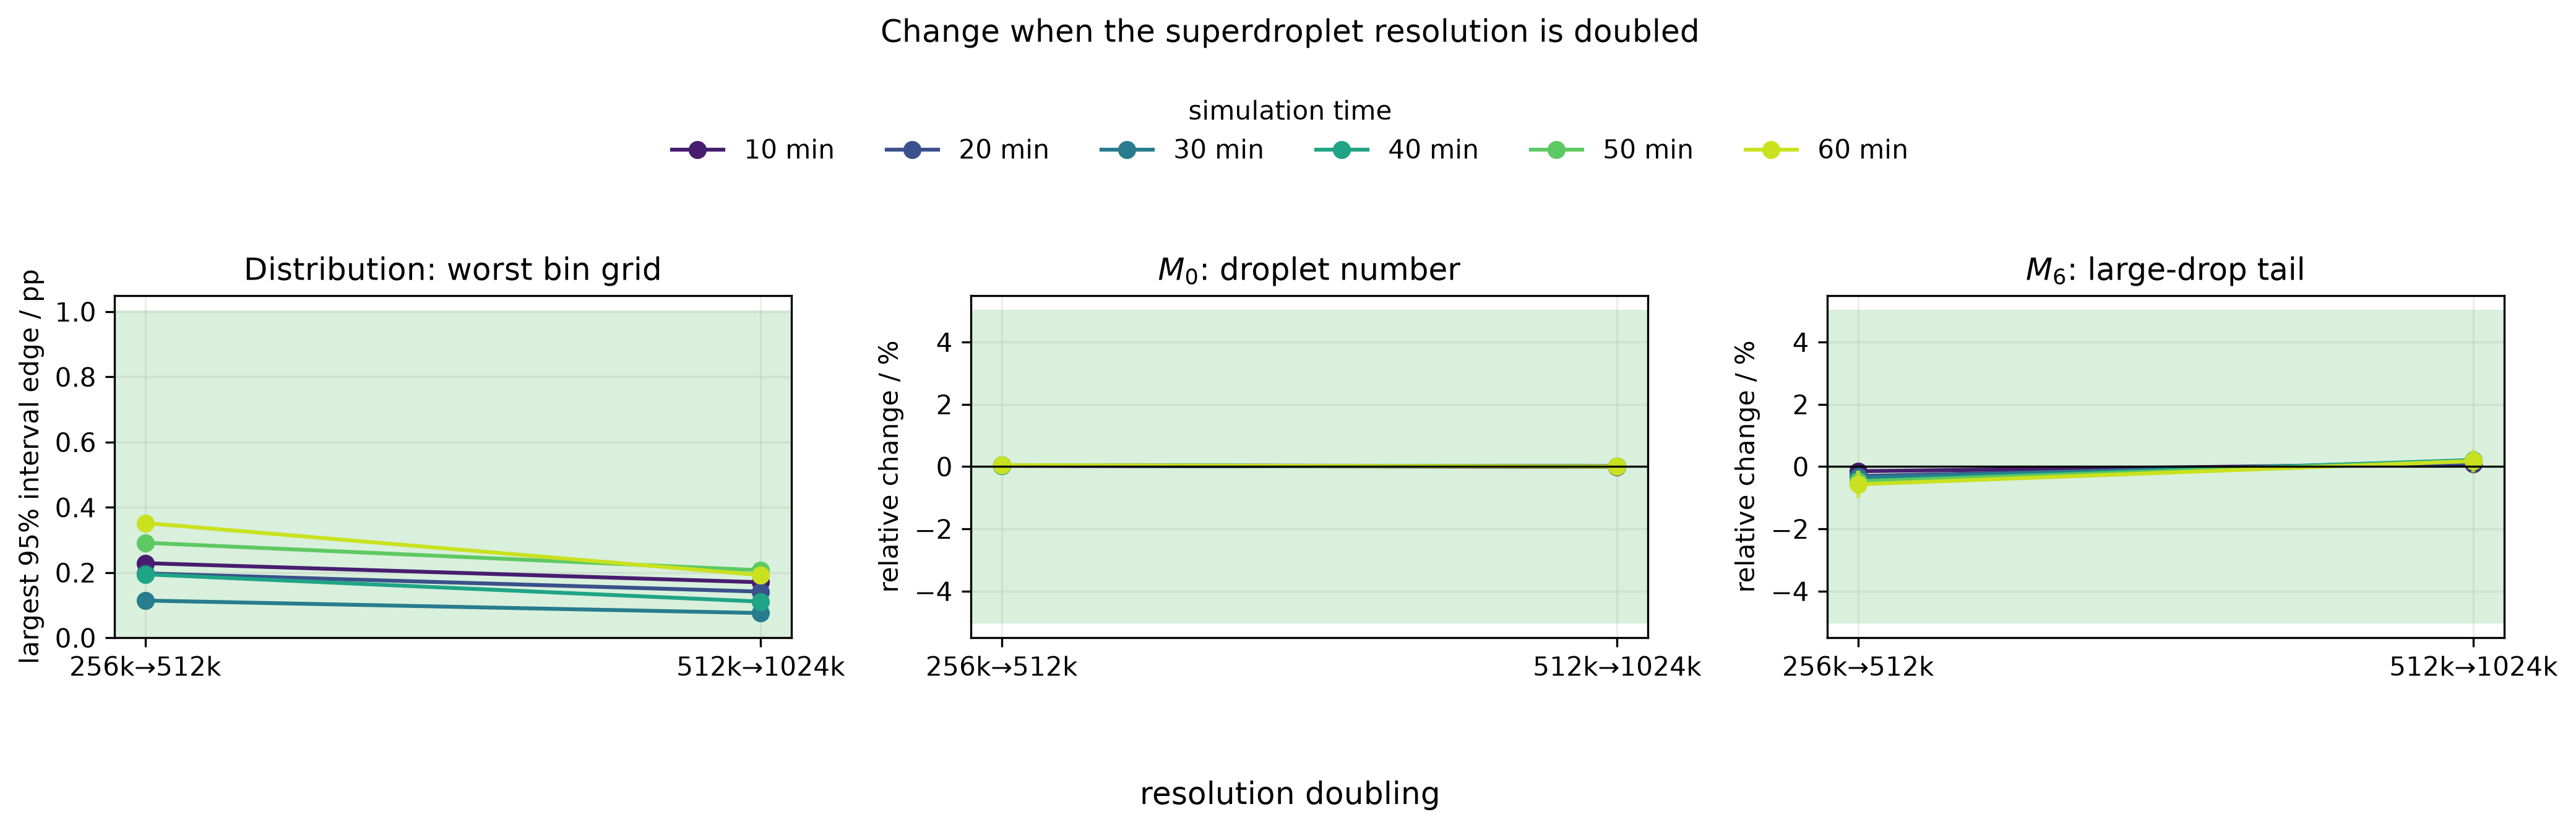 Change when the superdroplet resolution is doubled
simulation time
10 min 20 min 30 min 40 min 50 min 60 min
Distribution: worst bin grid
largest 95% interval edge / pp
1.0
0.8
0.6
0.4
0.2
0.0
256k→512k 512k→1024k
M₀: droplet number
relative change / %
4
2
0
−2
−4
256k→512k 512k→1024k
M₆: large-drop tail
relative change / %
4
2
0
−2
−4
256k→512k 512k→1024k
resolution doubling